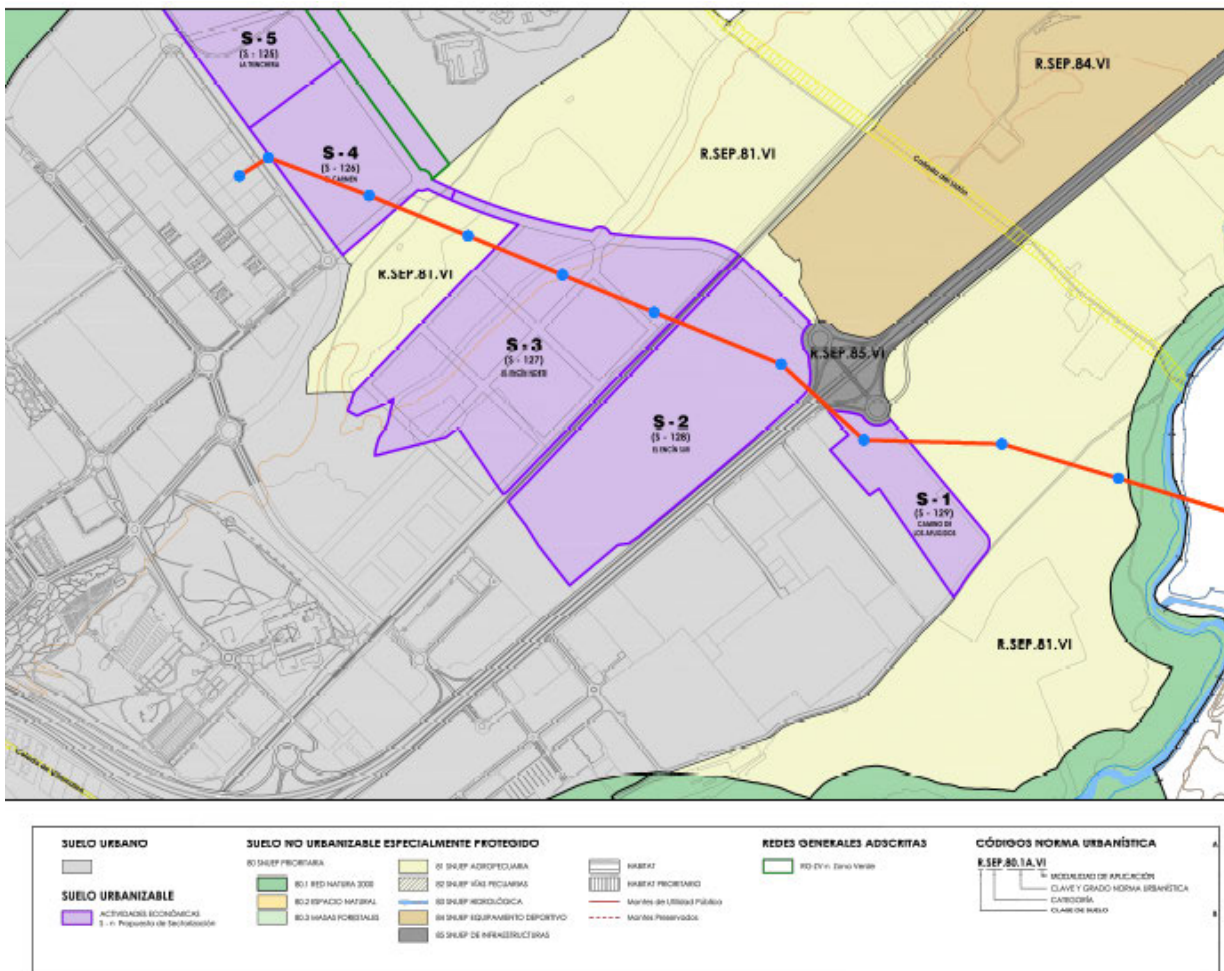 S - 5
(S - 125)
LA TENCHERA
R.SEP.84.VI
S - 4
(S - 126)
CARMEN
R.SEP.81.VI
R.SEP.81.VI
S - 3
(S - 127)
EL ENCÍN NORTE
R.SEP.85.VI
S - 2
(S - 128)
EL ENCÍN SUR
S - 1
(S - 129)
CAMINO DE
LOS AFLIGIDOS
R.SEP.81.VI
SUELO URBANO
SUELO URBANIZABLE
ACTIVIDADES ECONÓMICAS
S - n Propuesta de Sectorización
SUELO NO URBANIZABLE ESPECIALMENTE PROTEGIDO
80 SNUEP PRIORITARIA
80.1 RED NATURA 2000
80.2 ESPACIO NATURAL
80.3 MASAS FORESTALES
81 SNUEP AGROPECUARIA
82 SNUEP VÍAS PECUARIAS
83 SNUEP HIDROLÓGICA
84 SNUEP EQUIPAMIENTO DEPORTIVO
85 SNUEP DE INFRAESTRUCTURAS
HABITAT
HABITAT PRIORITARIO
Montes de Utilidad Pública
Montes Preservados
REDES GENERALES ADSCRITAS
Zona Verde
CÓDIGOS NORMA URBANÍSTICA
R.SEP.80.1A.VI
MODALIDAD DE APLICACIÓN
CLAVE Y GRADO NORMA URBANÍSTICA
CATEGORÍA
CLASE DE SUELO